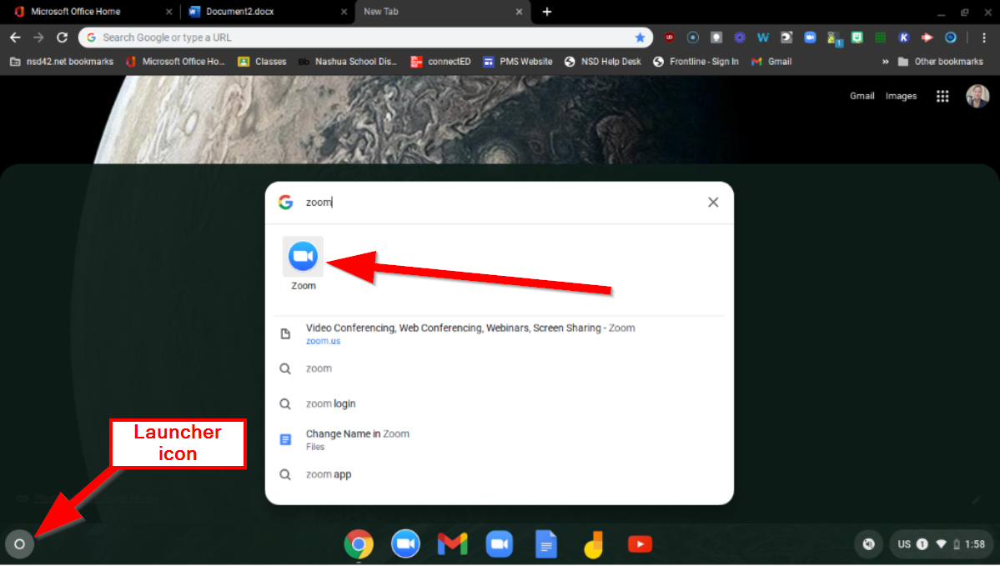 Microsoft Office Home
Document2.docx
New Tab
Search Google or type a URL
nsd42.net bookmarks
Microsoft Office Ho...
Classes
Bb Nashua School Dis...
connectED
PMS Website
NSD Help Desk
Frontline - Sign In
Gmail
»
Other bookmarks
Gmail Images
zoom
Zoom
Video Conferencing, Web Conferencing, Webinars, Screen Sharing - Zoom
zoom.us
zoom
zoom login
Change Name in Zoom
Files
zoom app
Launcher
icon
US 1 1:58